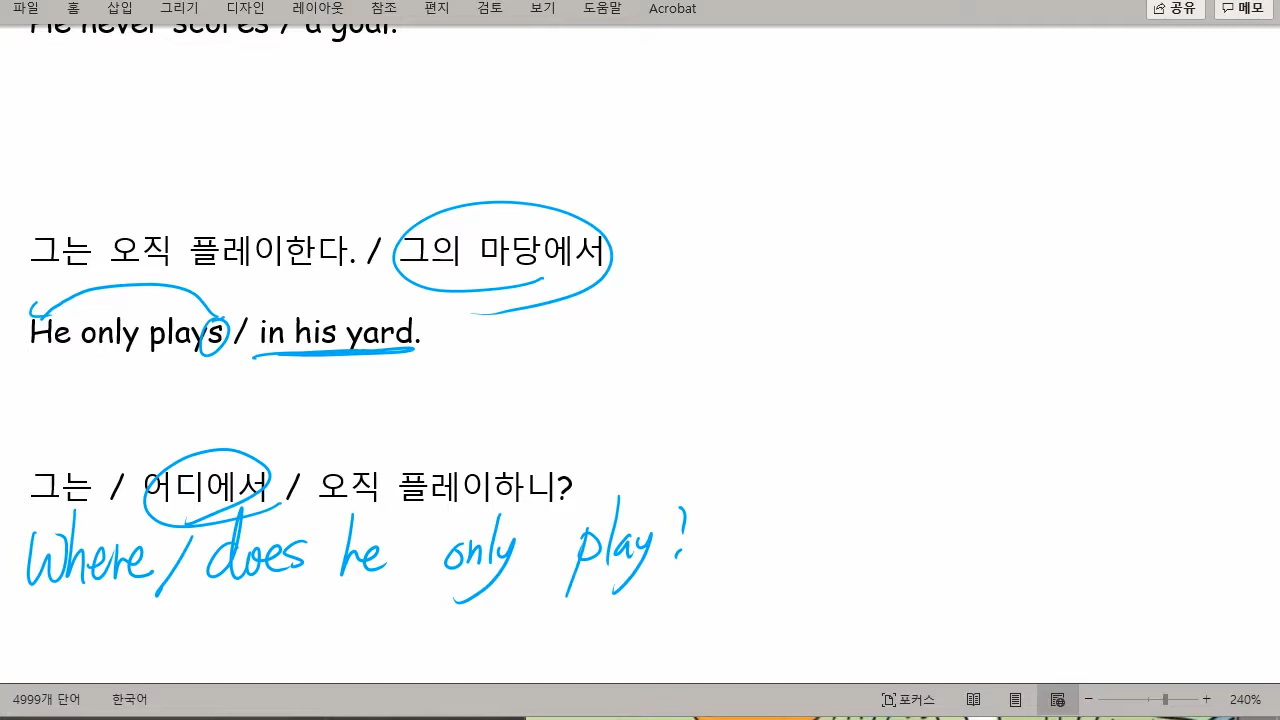 파일 홈 삽입 그리기 디자인 레이아웃 참조 편지 검토 보기 도움말 Acrobat 공유 메모
He never scores / a goal.
그는 오직 플레이한다. / 그의 마당에서
He only plays / in his yard.
그는 / 어디에서 / 오직 플레이하니?
Where / does he only play?
4999개 단어 한국어 포커스 240%